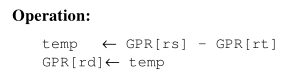 Operation:
temp ← GPR[rs] - GPR[rt]
GPR[rd]← temp